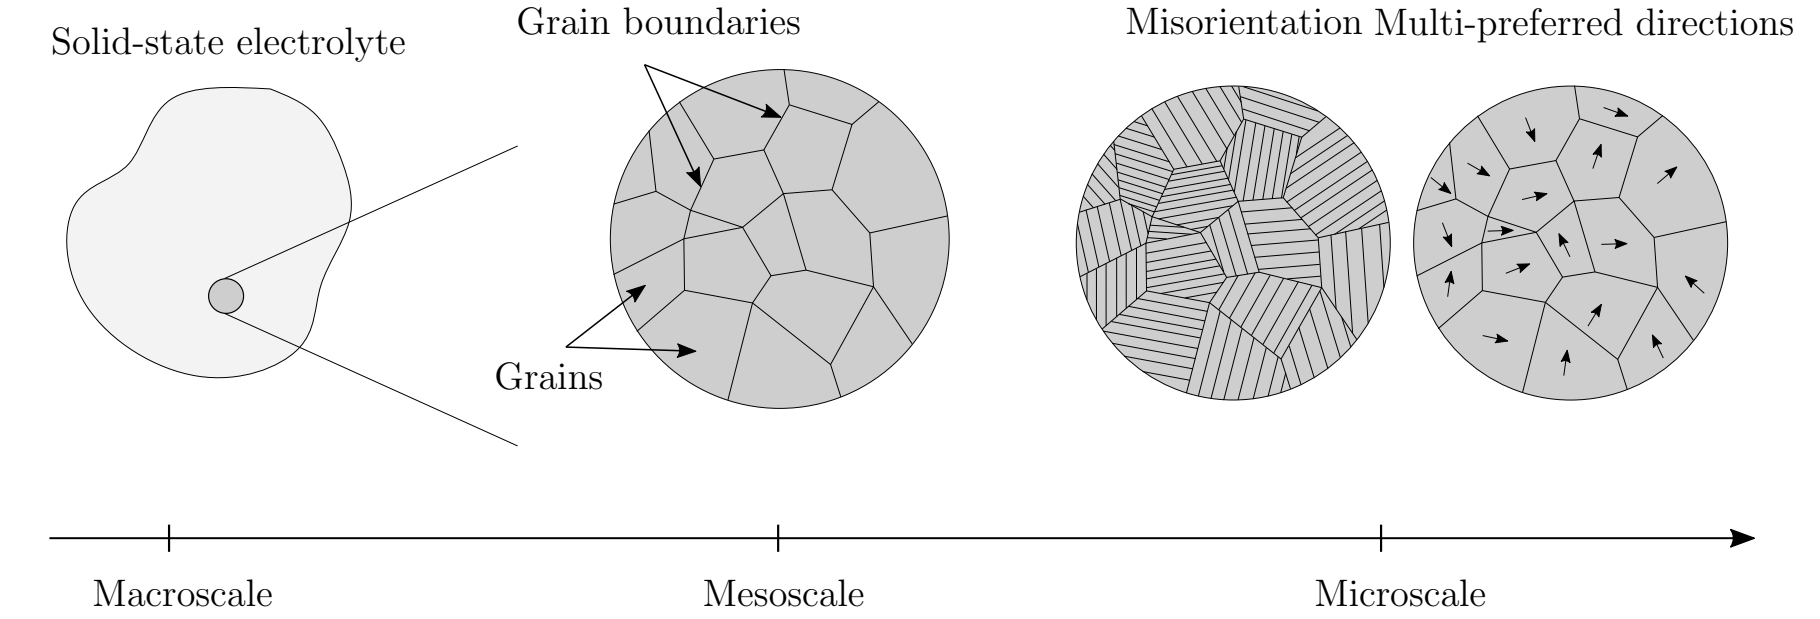 Solid-state electrolyte
Grain boundaries
Misorientation
Multi-preferred directions
Grains
Macroscale
Mesoscale
Microscale